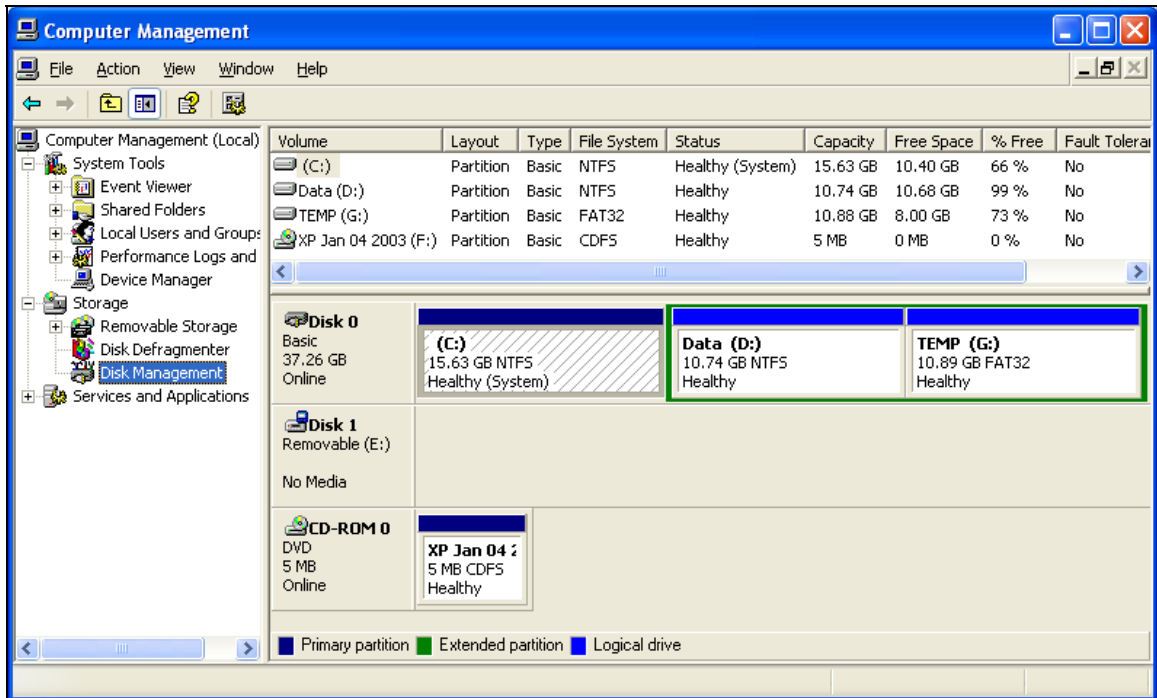 Computer Management
File Action View Window Help
Computer Management (Local)
System Tools
Event Viewer
Shared Folders
Local Users and Groups
Performance Logs and
Device Manager
Storage
Removable Storage
Disk Defragmenter
Disk Management
Services and Applications
Volume Layout Type File System Status Capacity Free Space % Free Fault Tolera
(C:) Partition Basic NTFS Healthy (System) 15.63 GB 10.40 GB 66 % No
Data (D:) Partition Basic NTFS Healthy 10.74 GB 10.68 GB 99 % No
TEMP (G:) Partition Basic FAT32 Healthy 10.88 GB 8.00 GB 73 % No
XP Jan 04 2003 (F:) Partition Basic CDFS Healthy 5 MB 0 MB 0 % No
Disk 0
Basic
37.26 GB
Online
(C:)
15.63 GB NTFS
Healthy (System)
Data (D:)
10.74 GB NTFS
Healthy
TEMP (G:)
10.89 GB FAT32
Healthy
Disk 1
Removable (E:)
No Media
CD-ROM 0
DVD
5 MB
Online
XP Jan 04 2
5 MB CDFS
Healthy
Primary partition Extended partition Logical drive